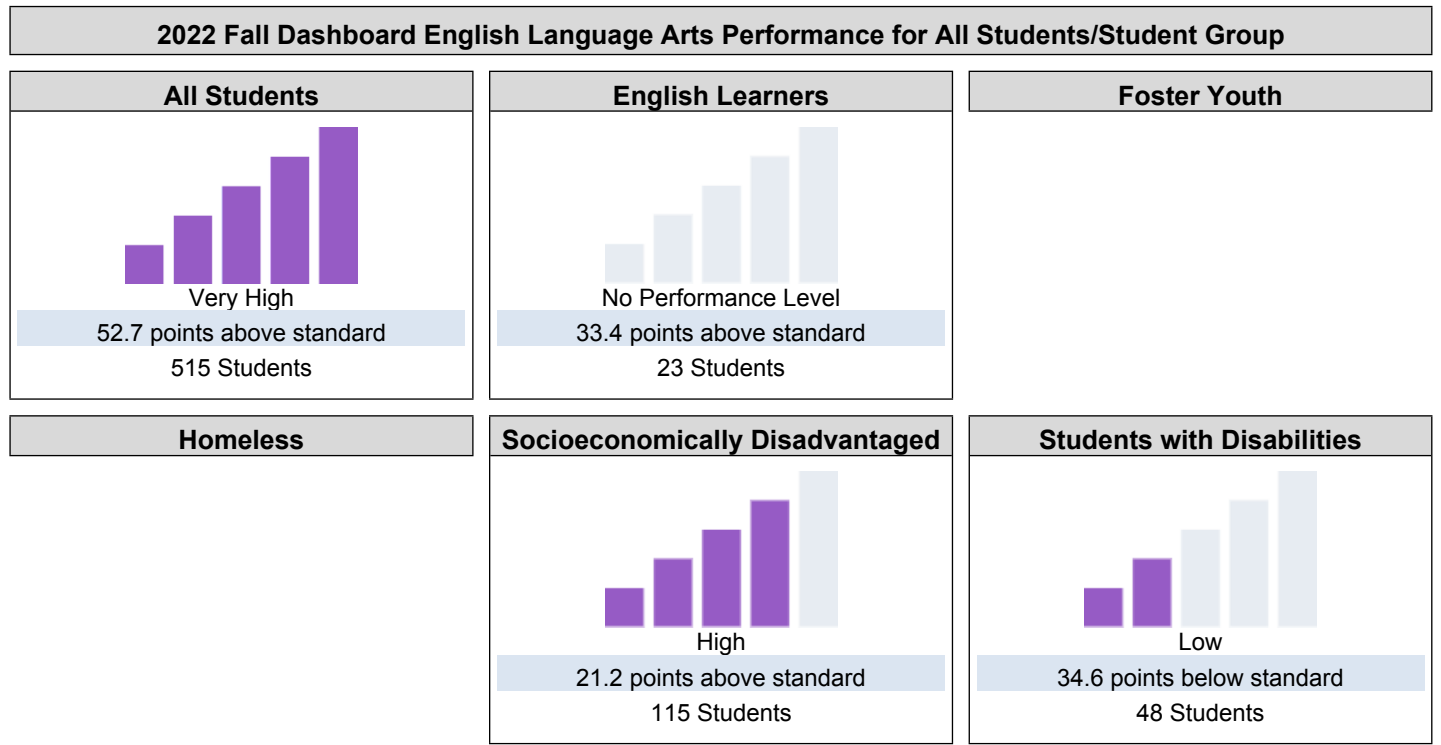 2022 Fall Dashboard English Language Arts Performance for All Students/Student Group
All Students
Very High
52.7 points above standard
515 Students
English Learners
No Performance Level
33.4 points above standard
23 Students
Foster Youth
Homeless
Socioeconomically Disadvantaged
High
21.2 points above standard
115 Students
Students with Disabilities
Low
34.6 points below standard
48 Students